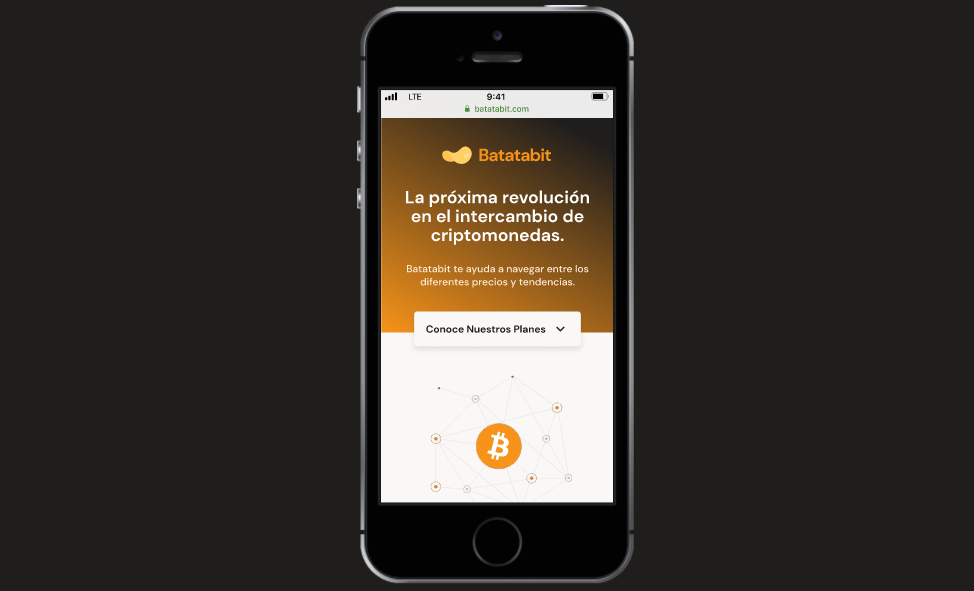 LTE 9:41
batatabit.com
Batatabit
La próxima revolución
en el intercambio de
criptomonedas.
Batatabit te ayuda a navegar entre los
diferentes precios y tendencias.
Conoce Nuestros Planes